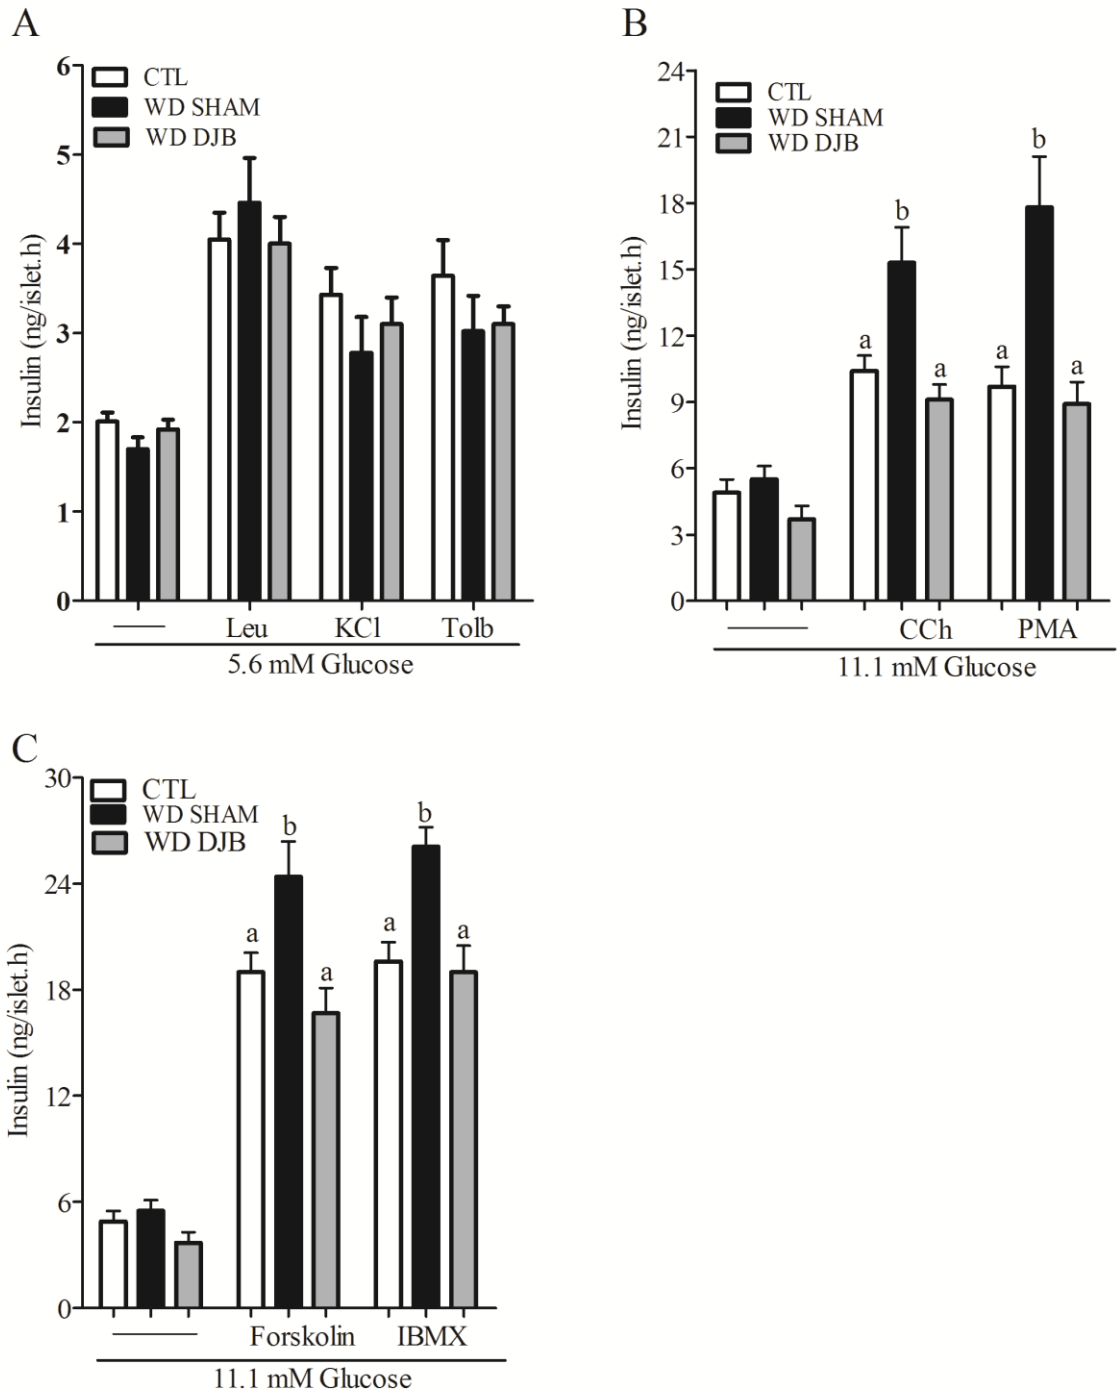 A
6
5
4
3
2
1
0
Insulin (ng/islet.h)
CTL
WD SHAM
WD DJB
Leu KCl Tolb
5.6 mM Glucose
B
24
21
18
15
12
9
6
3
0
Insulin (ng/islet.h)
CTL
WD SHAM
WD DJB
a b a a b a
CCh PMA
11.1 mM Glucose
C
30
24
18
12
6
0
Insulin (ng/islet.h)
CTL
WD SHAM
WD DJB
a b a a b a
Forskolin IBMX
11.1 mM Glucose